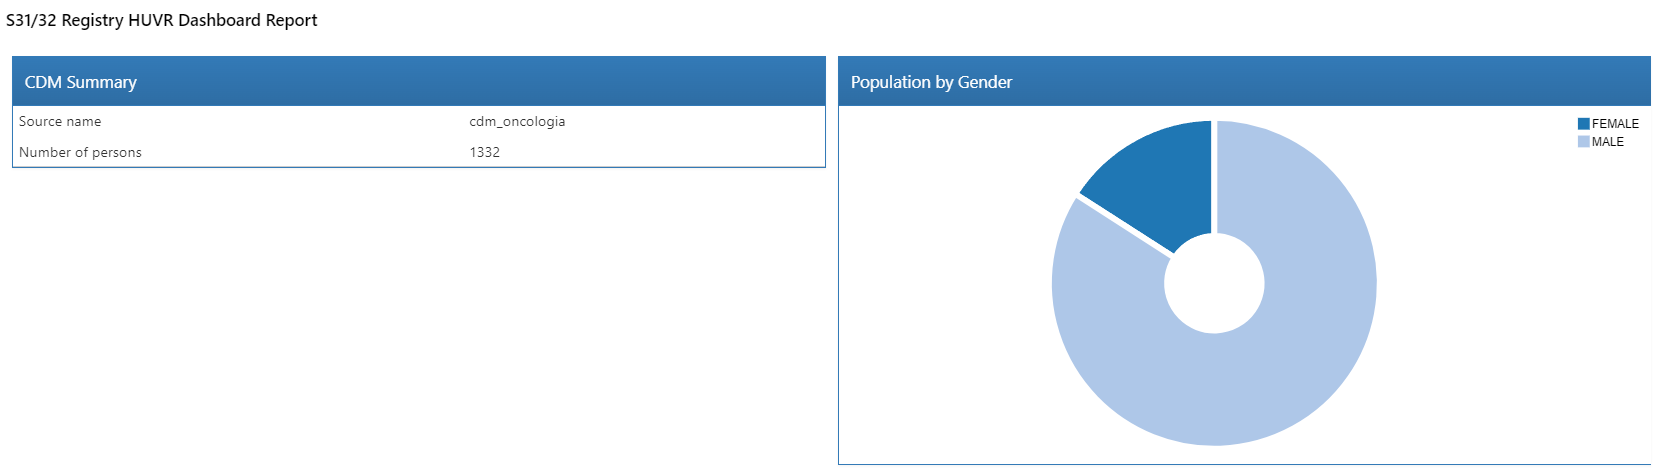 S31/32 Registry HUVR Dashboard Report
CDM Summary
Source name cdm_oncologia
Number of persons 1332
Population by Gender
FEMALE
MALE